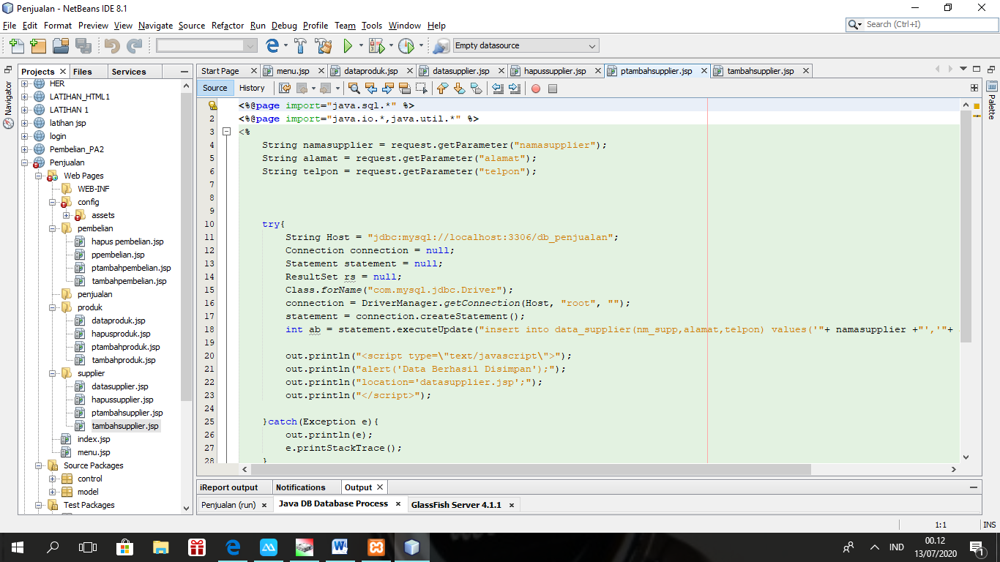 Penjualan - NetBeans IDE 8.1
File Edit Format Preview View Navigate Source Refactor Run Debug Profile Team Tools Window Help
Search (Ctrl+I)
Empty datasource
Projects Files Services
Start Page menu.jsp dataproduk.jsp datasupplier.jsp hapussupplier.jsp ptambahsupplier.jsp tambahsupplier.jsp
Source History
Navigator
Palette
HER
LATIHAN_HTML1
LATIHAN 1
latihan jsp
login
Pembelian_PA2
Penjualan
Web Pages
WEB-INF
config
assets
pembelian
hapus pembelian.jsp
ppembelian.jsp
ptambahpembelian.jsp
tambahpembelian.jsp
penjualan
produk
dataproduk.jsp
hapusproduk.jsp
ptambahproduk.jsp
tambahproduk.jsp
supplier
datasupplier.jsp
hapussupplier.jsp
ptambahsupplier.jsp
tambahsupplier.jsp
index.jsp
menu.jsp
Source Packages
control
model
Test Packages
<%@page import="java.sql.*" %>
2 <%@page import="java.io.*,java.util.*" %>
3 <%
4 String namasupplier = request.getParameter("namasupplier");
5 String alamat = request.getParameter("alamat");
6 String telpon = request.getParameter("telpon");
7
8
9
10 try{
11 String Host = "jdbc:mysql://localhost:3306/db_penjualan";
12 Connection connection = null;
13 Statement statement = null;
14 ResultSet rs = null;
15 Class.forName("com.mysql.jdbc.Driver");
16 connection = DriverManager.getConnection(Host, "root", "");
17 statement = connection.createStatement();
18 int ab = statement.executeUpdate("insert into data_supplier(nm_supp,alamat,telpon) values('"+ namasupplier +"','"+
19
20 out.println("<script type=\"text/javascript\">");
21 out.println("alert('Data Berhasil Disimpan');");
22 out.println("location='datasupplier.jsp';");
23 out.println("</script>");
24
25 }catch(Exception e){
26 out.println(e);
27 e.printStackTrace();
28 }
iReport output Notifications Output
Penjualan (run) Java DB Database Process GlassFish Server 4.1.1
1:1 INS
IND
00.12
13/07/2020
1